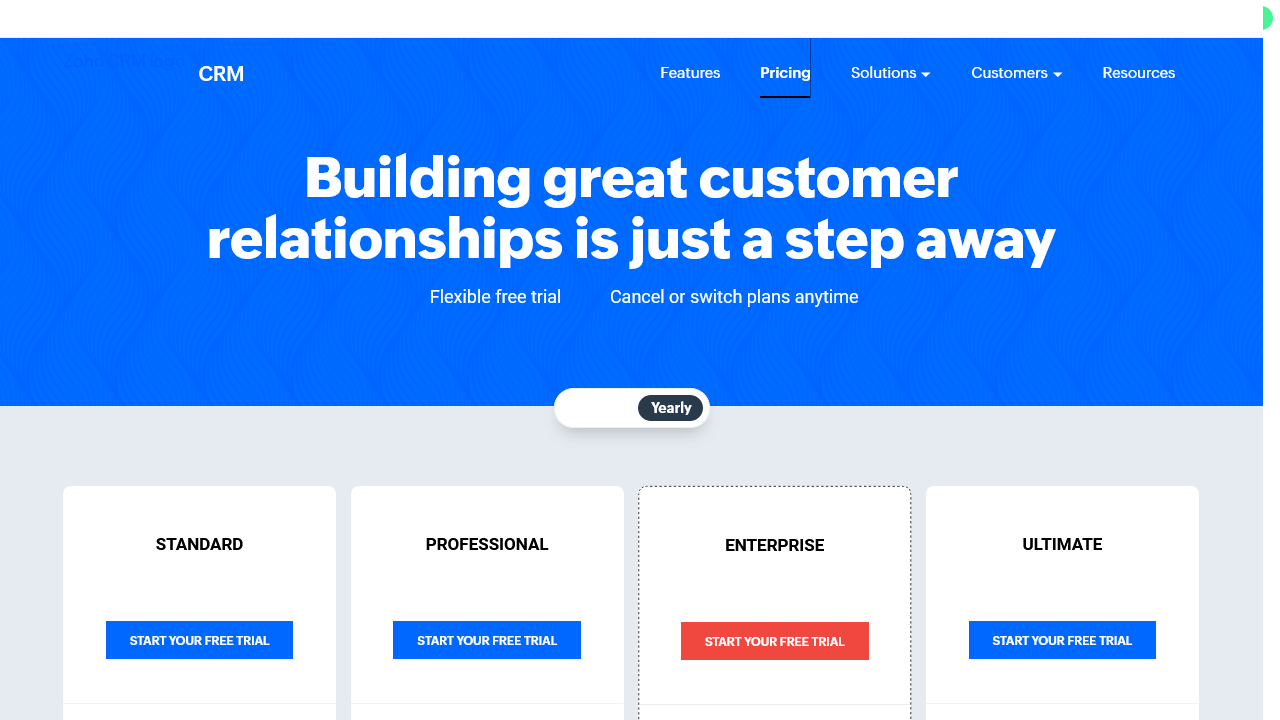 Zoho CRM logo
CRM
Features
Pricing
Solutions
Customers
Resources
Building great customer
relationships is just a step away
Flexible free trial
Cancel or switch plans anytime
Yearly
STANDARD
PROFESSIONAL
ENTERPRISE
ULTIMATE
START YOUR FREE TRIAL
START YOUR FREE TRIAL
START YOUR FREE TRIAL
START YOUR FREE TRIAL